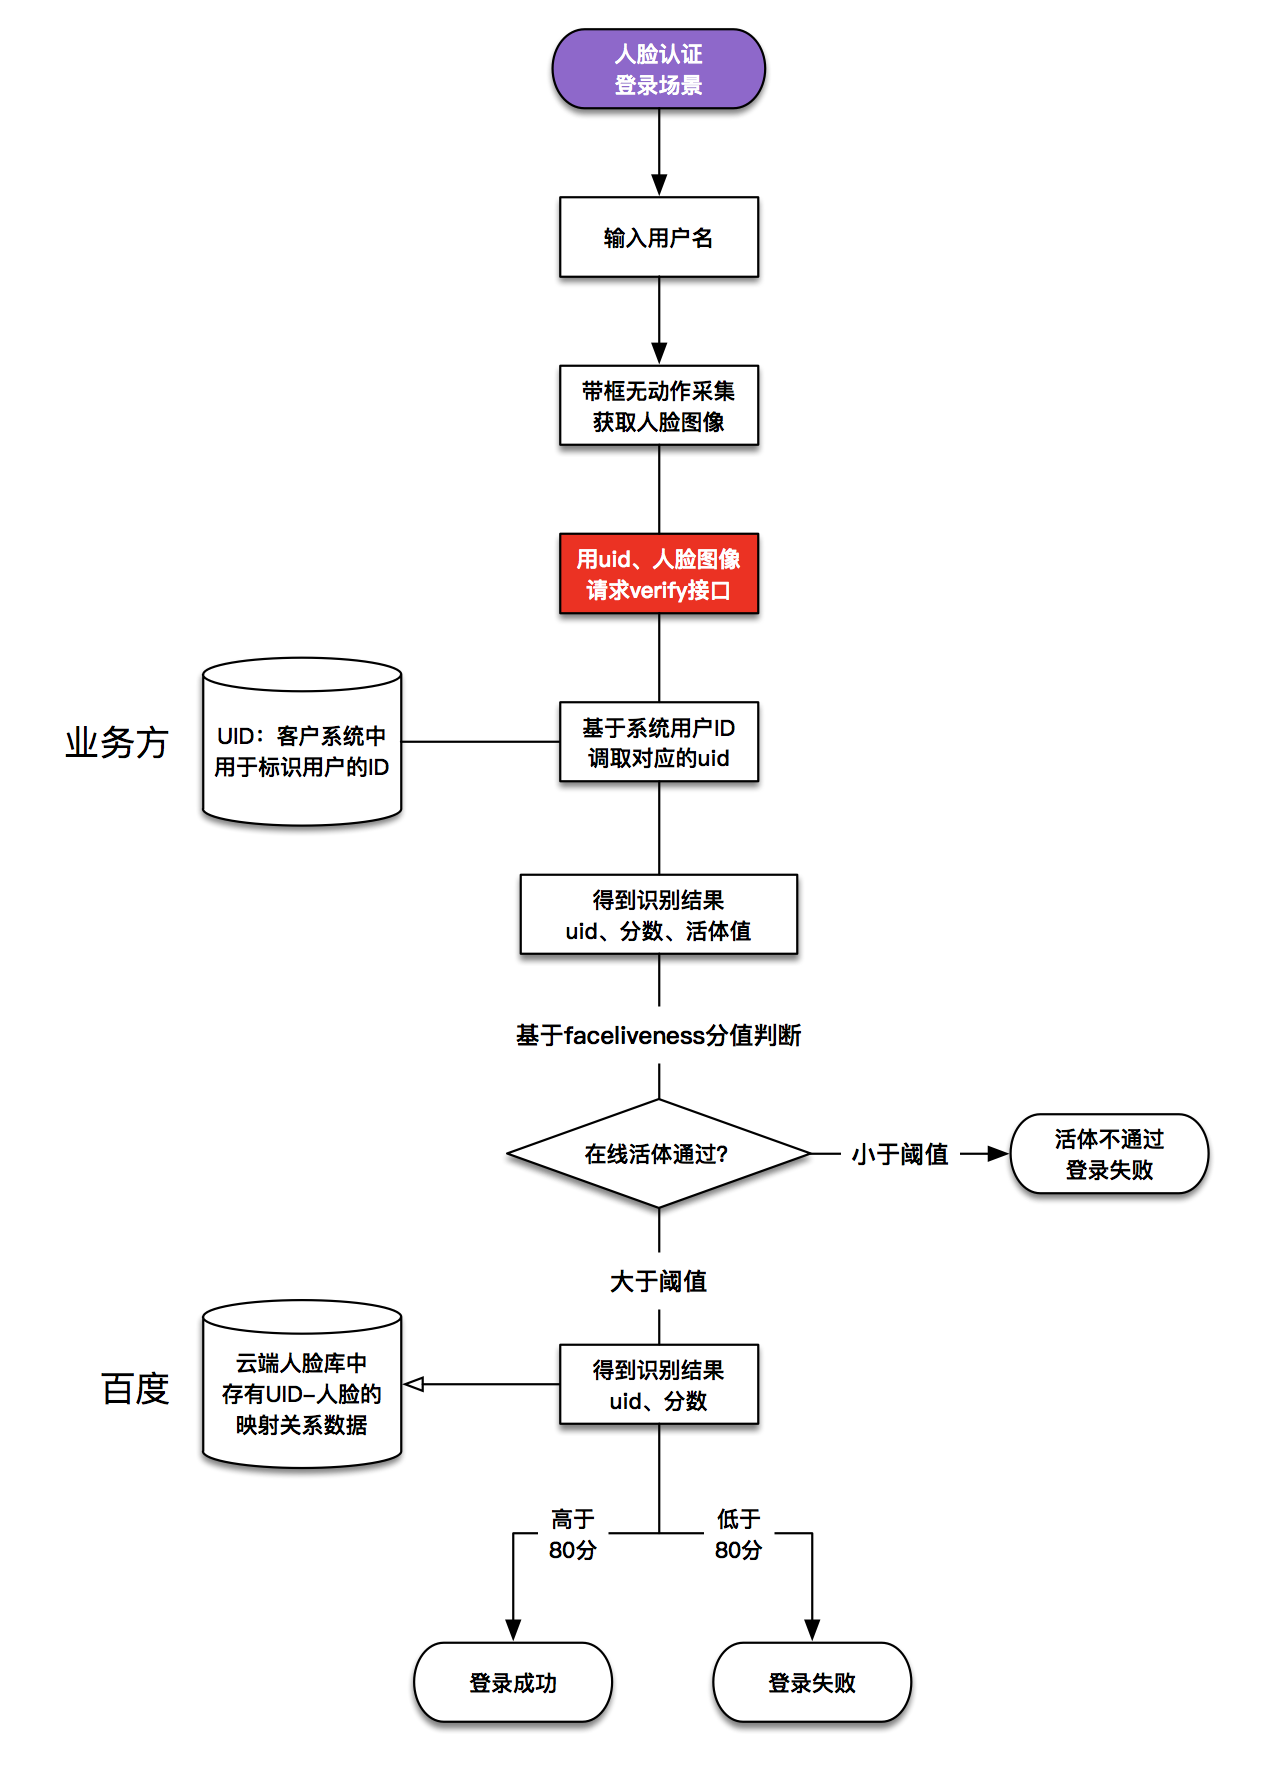 人脸认证
登录场景
输入用户名
带框无动作采集
获取人脸图像
用uid、人脸图像
请求verify接口
业务方
UID：客户系统中
用于标识用户的ID
基于系统用户ID
调取对应的uid
得到识别结果
uid、分数、活体值
基于faceliveness分值判断
在线活体通过?
小于阈值
活体不通过
登录失败
大于阈值
百度
云端人脸库中
存有UID-人脸的
映射关系数据
得到识别结果
uid、分数
高于
80分
低于
80分
登录成功
登录失败